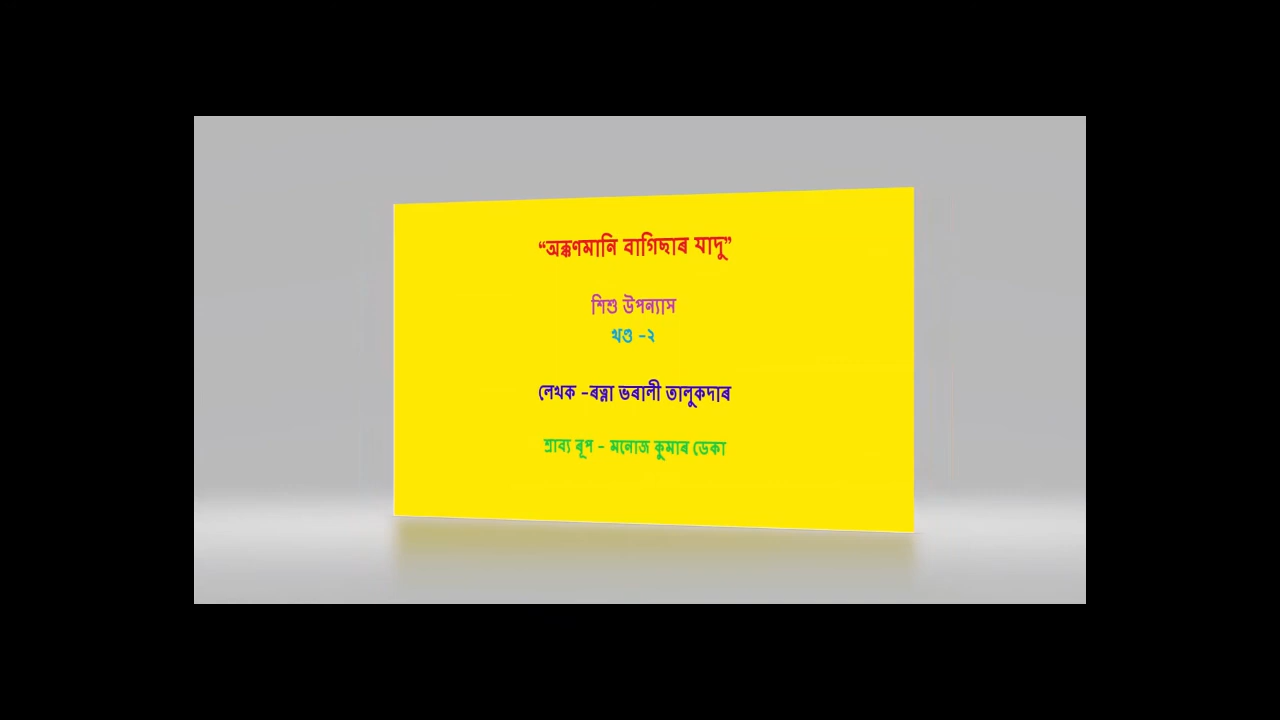 “অক্কণমানি বাগিছাৰ যাদু”
শিশু উপন্যাস
খণ্ড -২
লেখক -ৰত্না ভৰালী তালুকদাৰ
শ্ৰাব্য ৰূপ - মনোজ কুমাৰ ডেকা